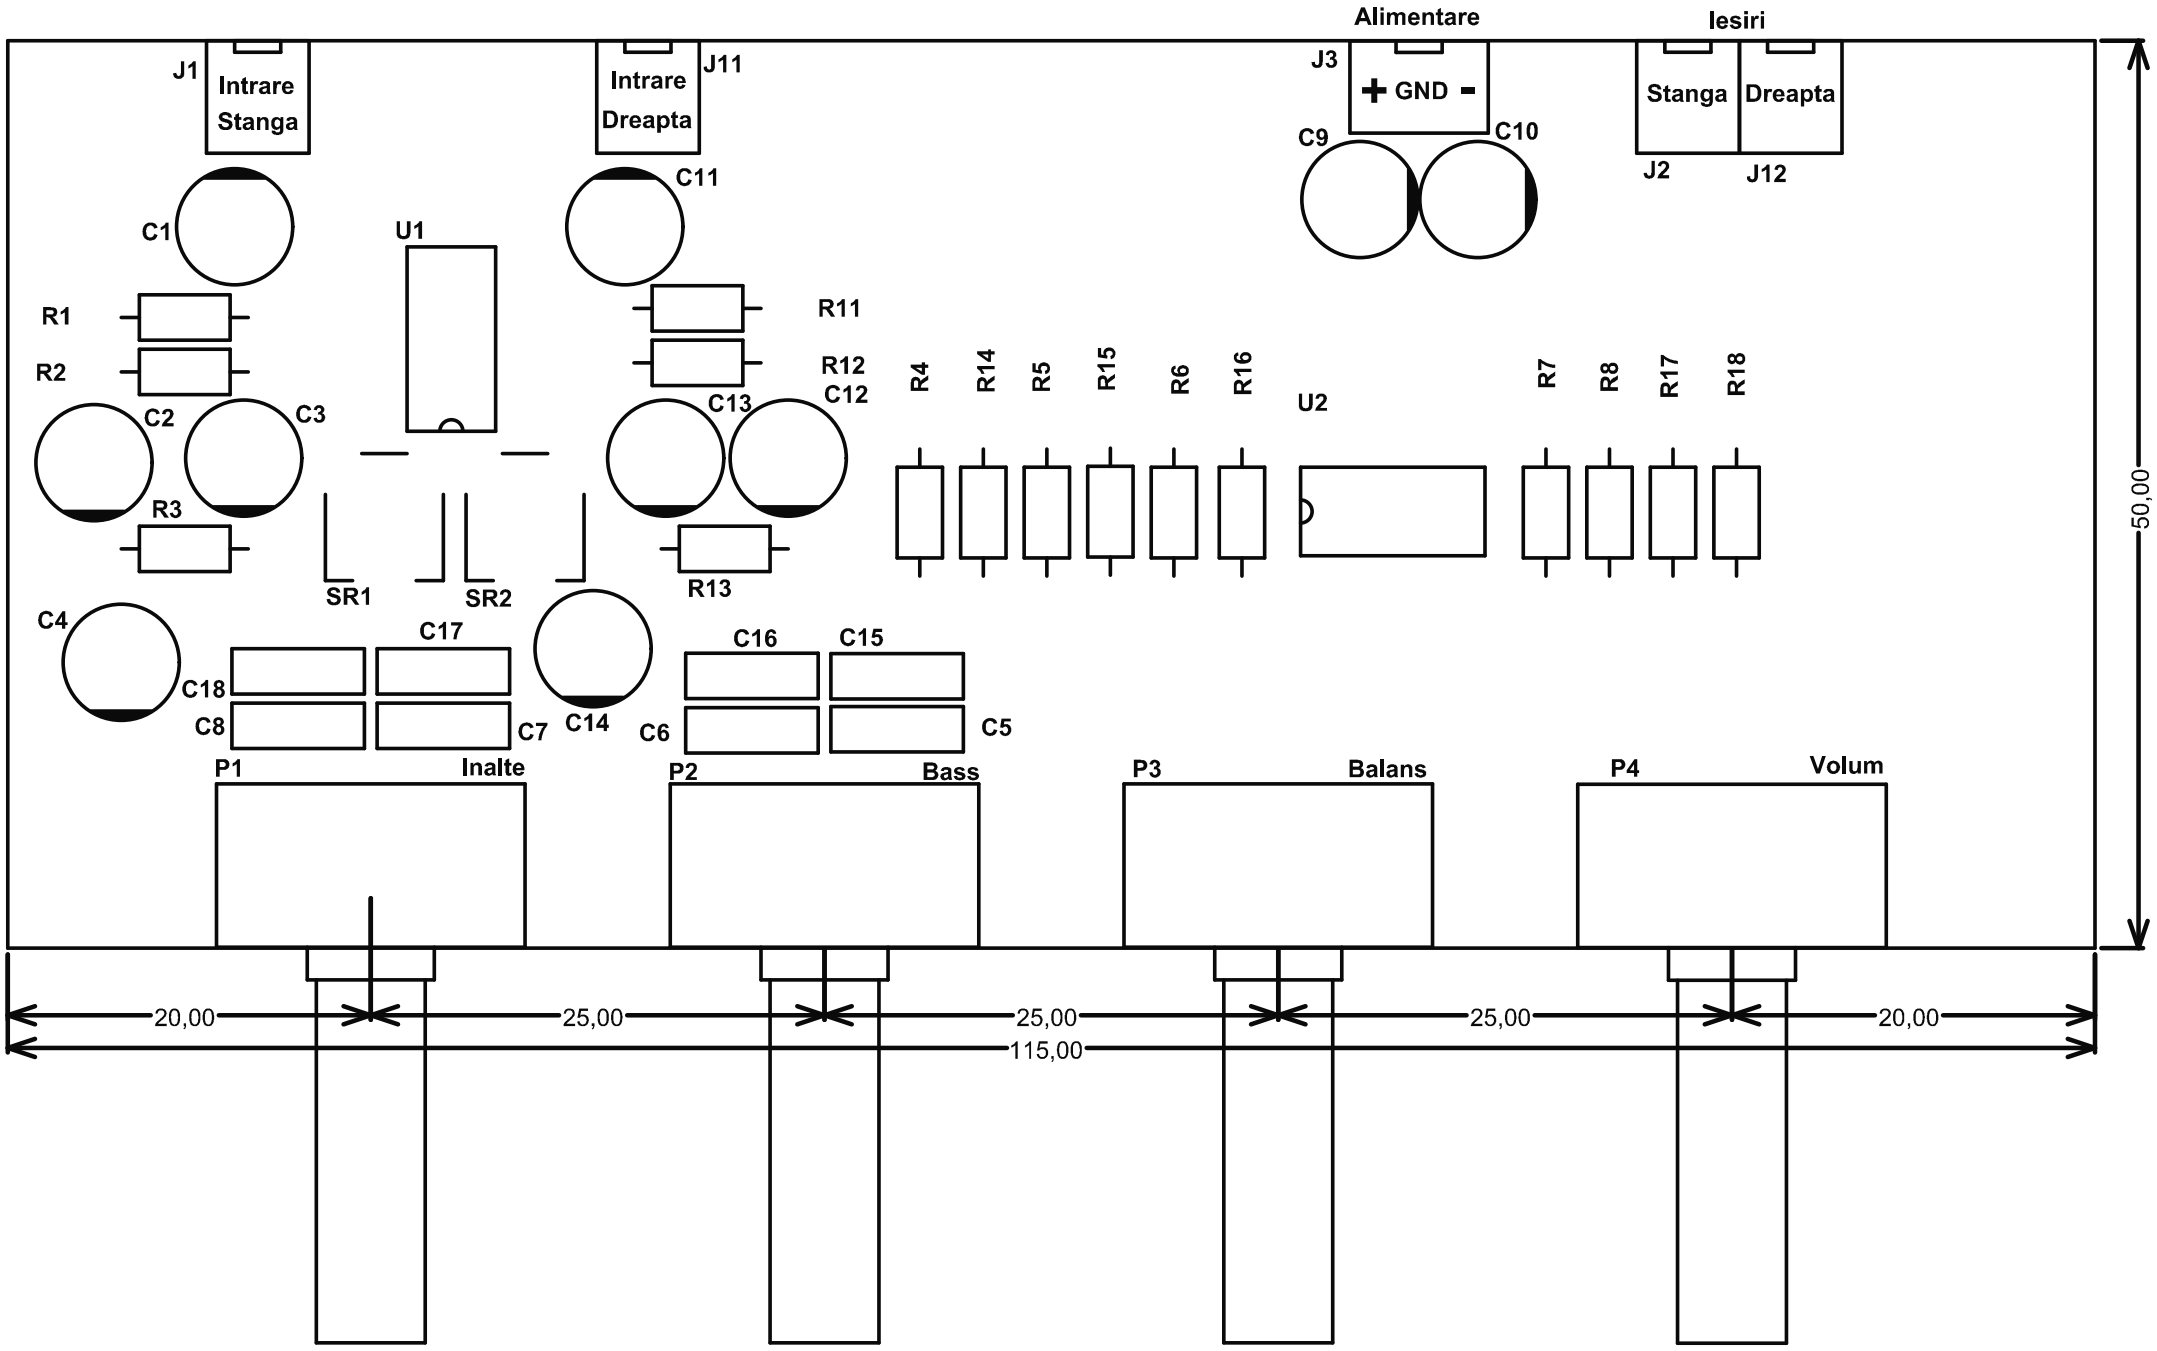 Alimentare
Iesiri
J1
Intrare
Stanga
Intrare
Dreapta
J11
J3
+ GND -
Stanga
Dreapta
C9
C10
J2
J12
C11
C1
U1
R1
R11
R2
R12
C12
C2
C3
C13
R4
R14
R5
R15
R6
R16
U2
R7
R8
R17
R18
50,00
R3
SR1
SR2
R13
C4
C17
C16
C15
C18
C8
C7
C14
C6
C5
P1
Inalte
P2
Bass
P3
Balans
P4
Volum
20,00
25,00
25,00
25,00
20,00
115,00